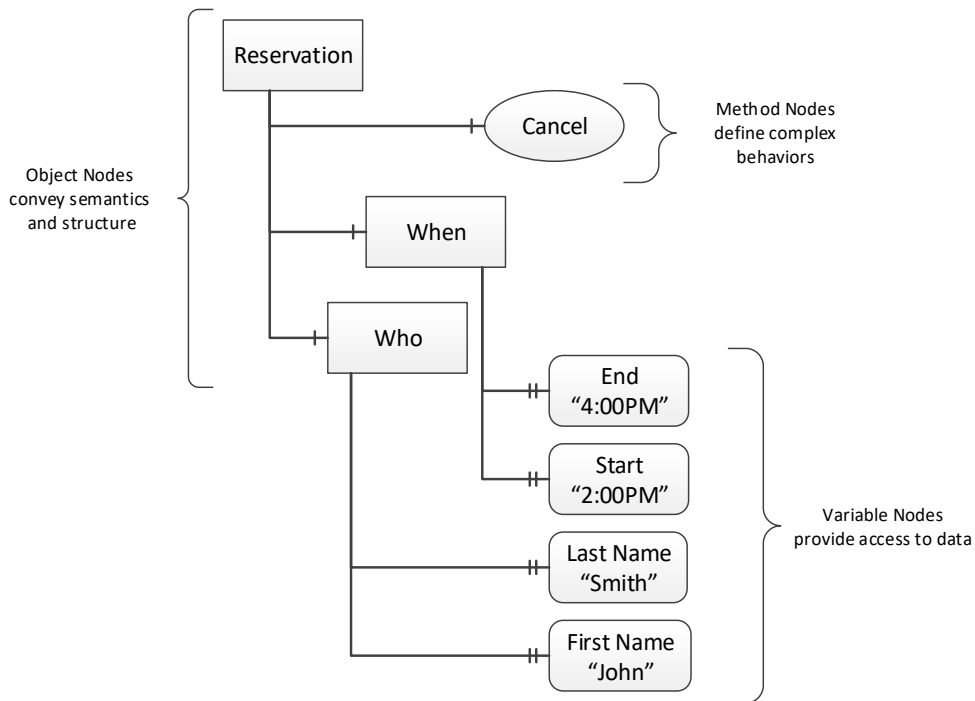 Reservation
Cancel
Method Nodes
define complex
behaviors
Object Nodes
convey semantics
and structure
When
Who
End
“4:00PM”
Start
“2:00PM”
Variable Nodes
provide access to data
Last Name
“Smith”
First Name
“John”